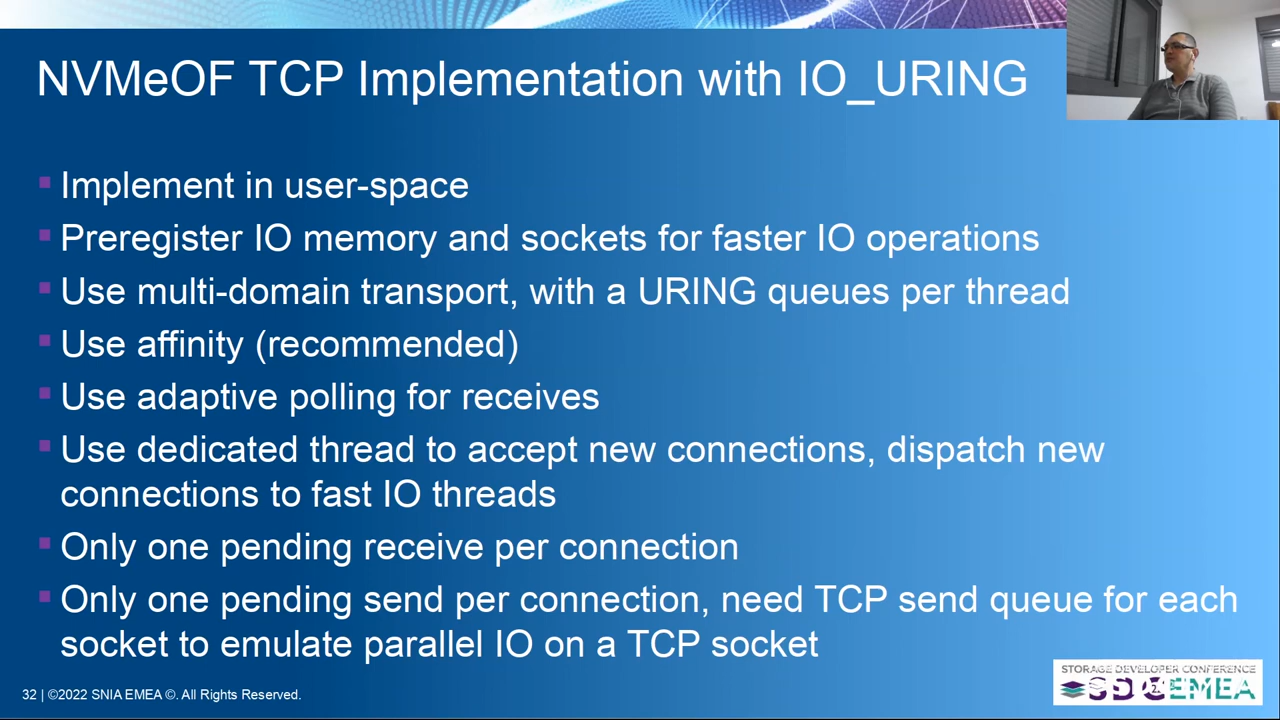 NVMeOF TCP Implementation with IO_URING
Implement in user-space
Preregister IO memory and sockets for faster IO operations
Use multi-domain transport, with a URING queues per thread
Use affinity (recommended)
Use adaptive polling for receives
Use dedicated thread to accept new connections, dispatch new
connections to fast IO threads
Only one pending receive per connection
Only one pending send per connection, need TCP send queue for each
socket to emulate parallel IO on a TCP socket
32 | ©2022 SNIA EMEA ©. All Rights Reserved.
STORAGE DEVELOPER CONFERENCE
EMEA